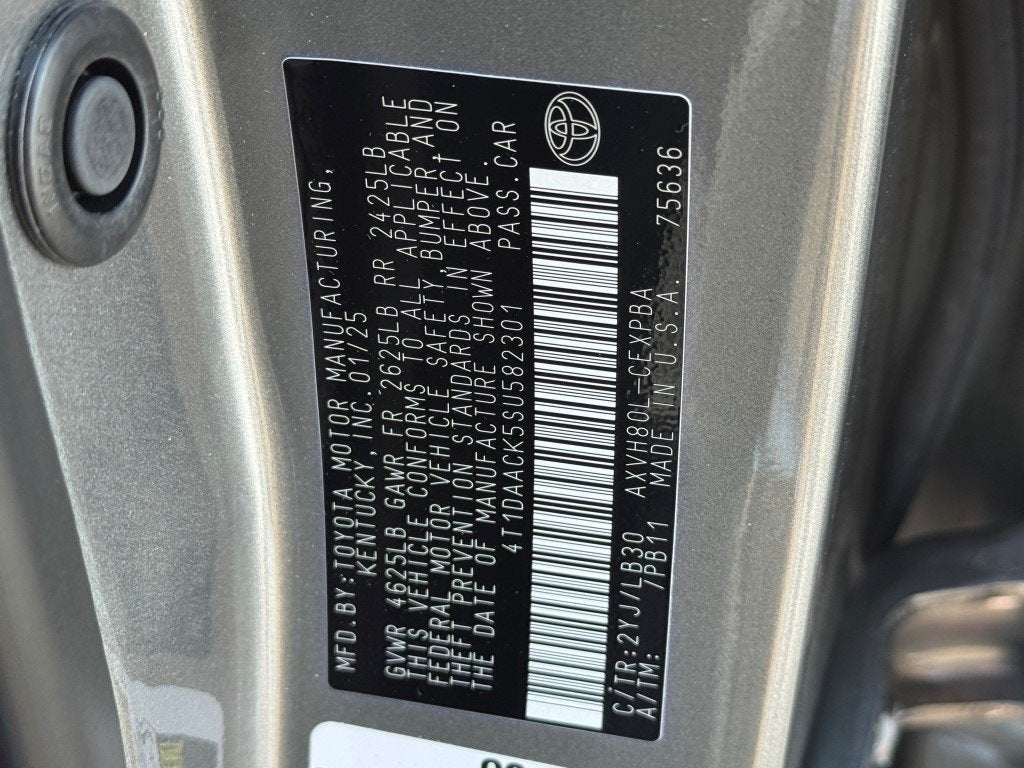 MFD.BY:TOYOTA MOTOR MANUFACTURING,
KENTUCKY,INC.01/25
GVWR 4625LB GAWR FR 2625LB RR 2425LB
THIS VEHICLE CONFORMS TO ALL APPLICABLE
FEDERAL MOTOR VEHICLE SAFETY,BUMPER,AND
THEFT PREVENTION STANDARDS IN EFFECT ON
THE DATE OF MANUFACTURE SHOWN ABOVE.
4T1DAACK5SU582301 PASS.CAR
C/TR:2YJ/LB30 AXVH80L-CEXPBA
A/TM: 7PB11 MADE IN U.S.A. 75636